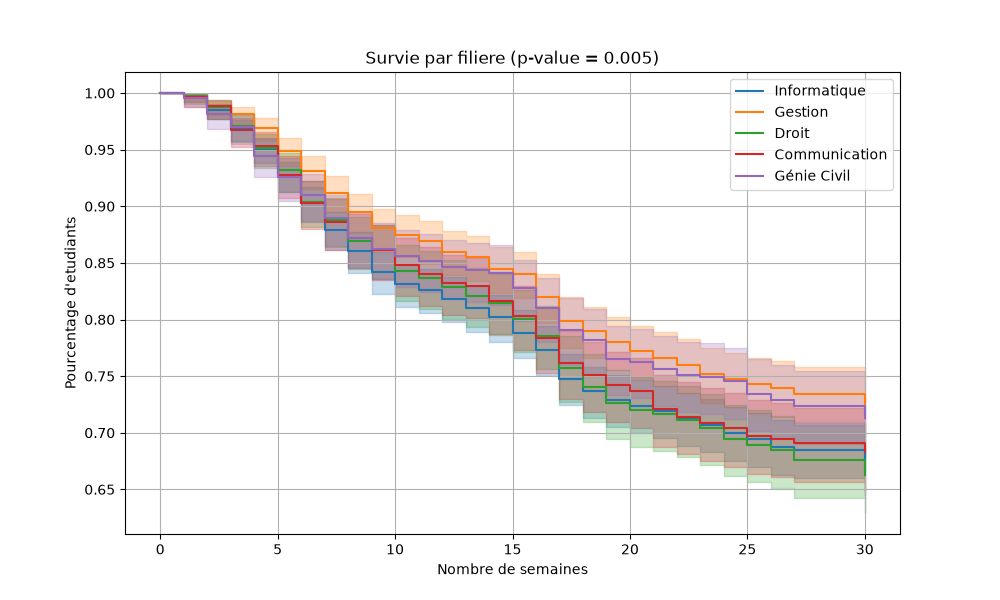 Survie par filiere (p-value = 0.005)
Informatique
Gestion
Droit
Communication
Génie Civil
Pourcentage d'etudiants
1.00
0.95
0.90
0.85
0.80
0.75
0.70
0.65
0 5 10 15 20 25 30
Nombre de semaines